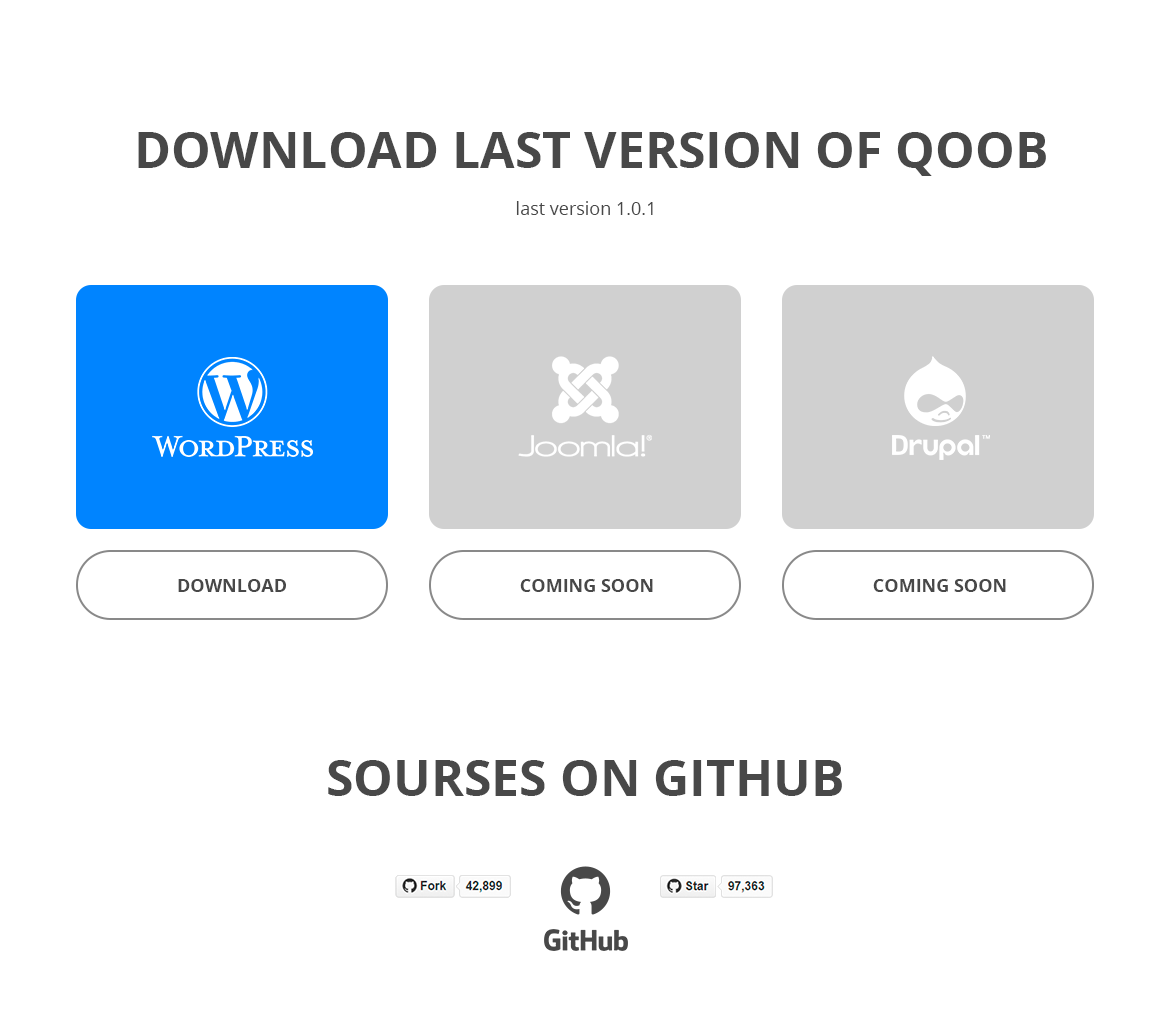 DOWNLOAD LAST VERSION OF QOOB
last version 1.0.1
WORDPRESS
Joomla!®
Drupal™
DOWNLOAD
COMING SOON
COMING SOON
SOURSES ON GITHUB
Fork 42,899
Star 97,363
GitHub